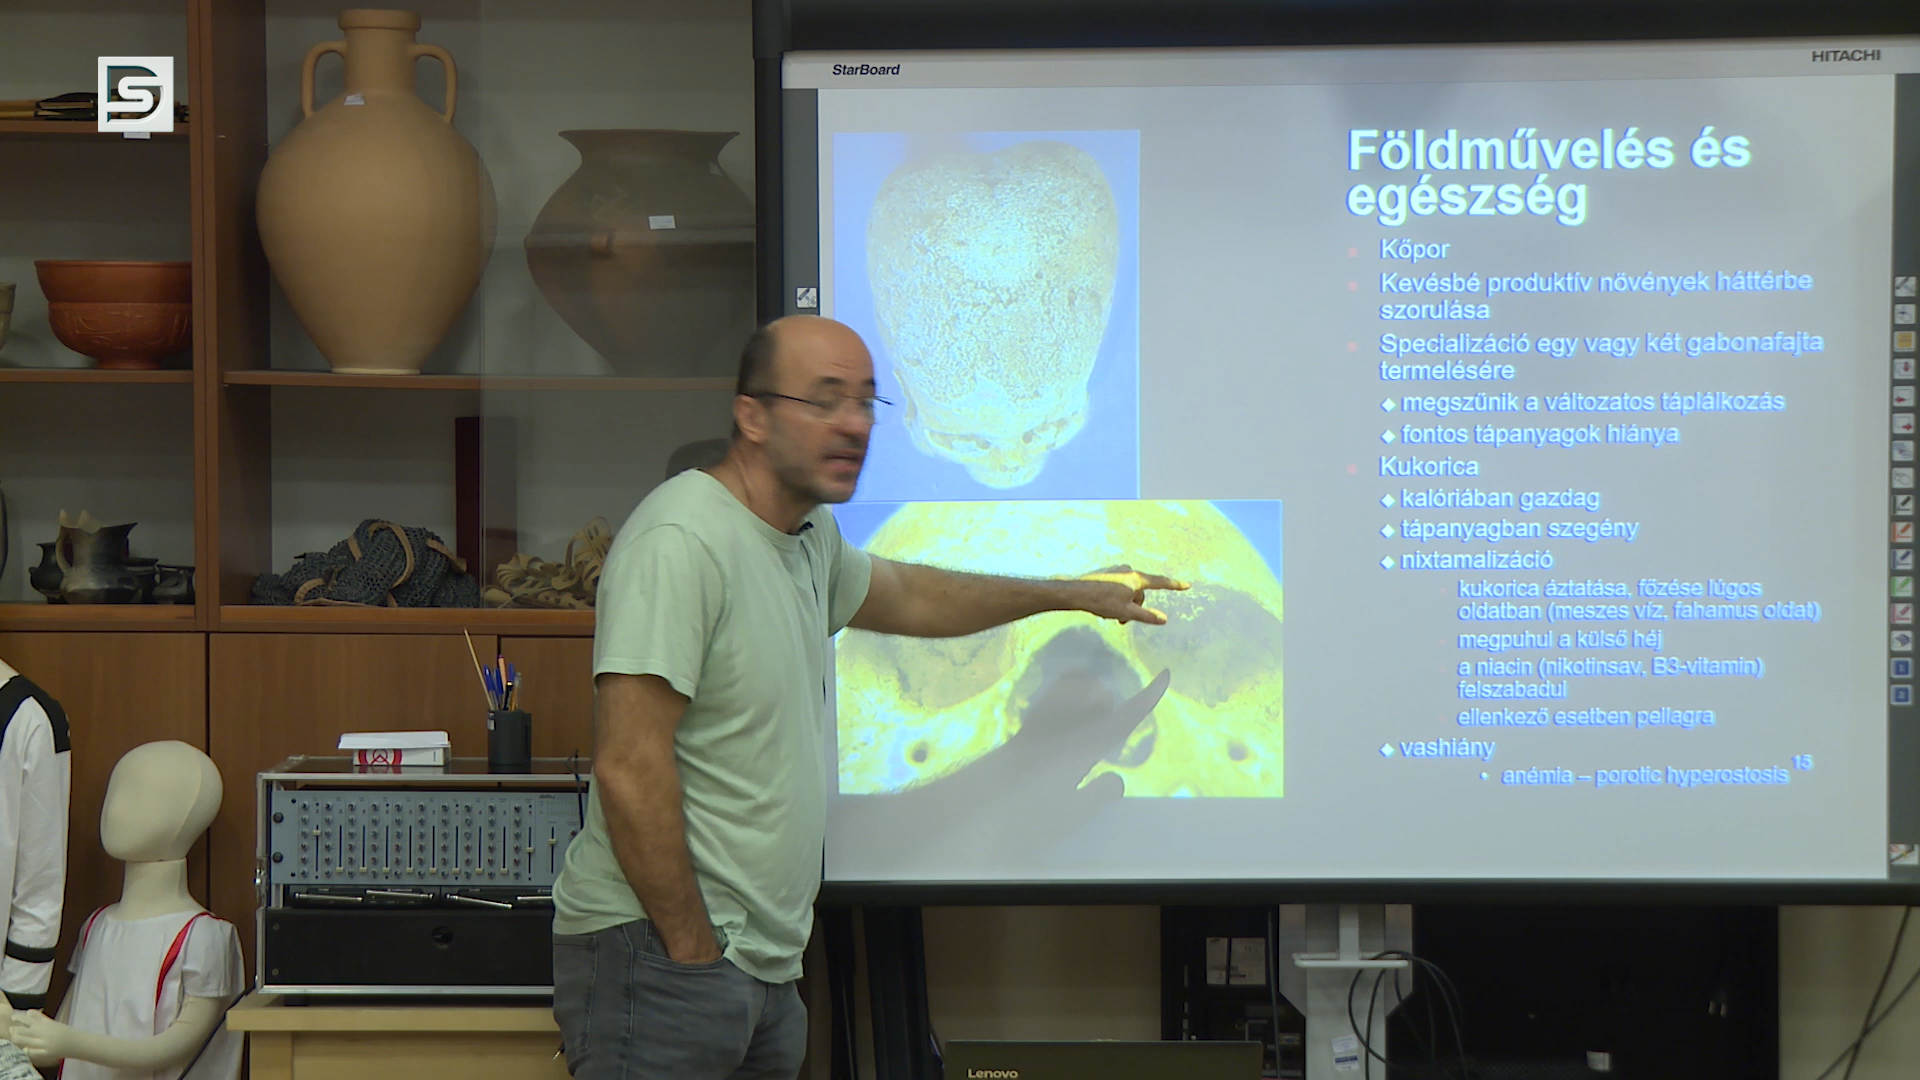 StarBoard
HITACHI
DS
Földművelés és
egészség
Kőpor
Kevésbé produktív növények háttérbe
szorulása
Specializáció egy vagy két gabonafajta
termelésére
megszűnik a változatos táplálkozás
fontos tápanyagok hiánya
Kukorica
kalóriában gazdag
tápanyagban szegény
nixtamalizáció
kukorica áztatása, főzése lúgos
oldatban (meszes víz, fahamus oldat)
megpuhul a külső héj
a niacin (nikotinsav, B3-vitamin)
felszabadul
ellenkező esetben pellagra
vashiány
anémia – porotic hyperostosis
15
Lenovo